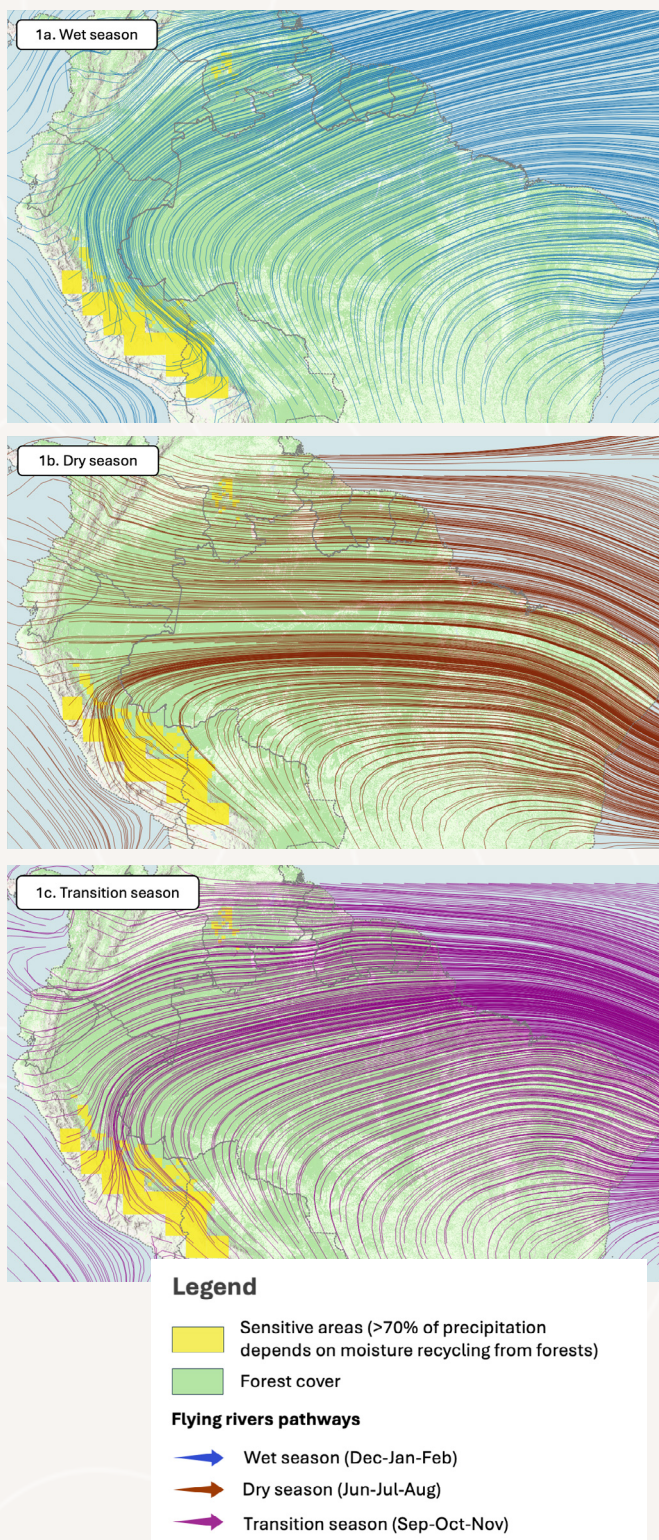 1a. Wet season
1b. Dry season
1c. Transition season
Legend
Sensitive areas (>70% of precipitation
depends on moisture recycling from forests)
Forest cover
Flying rivers pathways
Wet season (Dec-Jan-Feb)
Dry season (Jun-Jul-Aug)
Transition season (Sep-Oct-Nov)